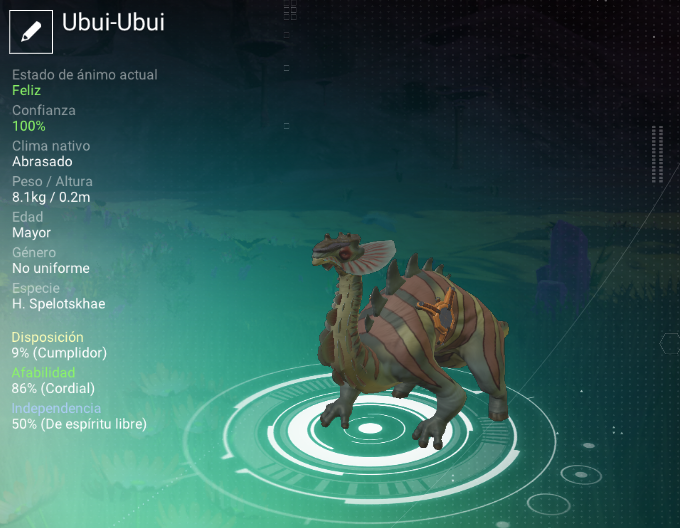 Ubui-Ubui
Estado de ánimo actual
Feliz
Confianza
100%
Clima nativo
Abrasado
Peso / Altura
8.1kg / 0.2m
Edad
Mayor
Género
No uniforme
Especie
H. Spelotskhae
Disposición
9% (Cumplidor)
Afabilidad
86% (Cordial)
Independencia
50% (De espíritu libre)